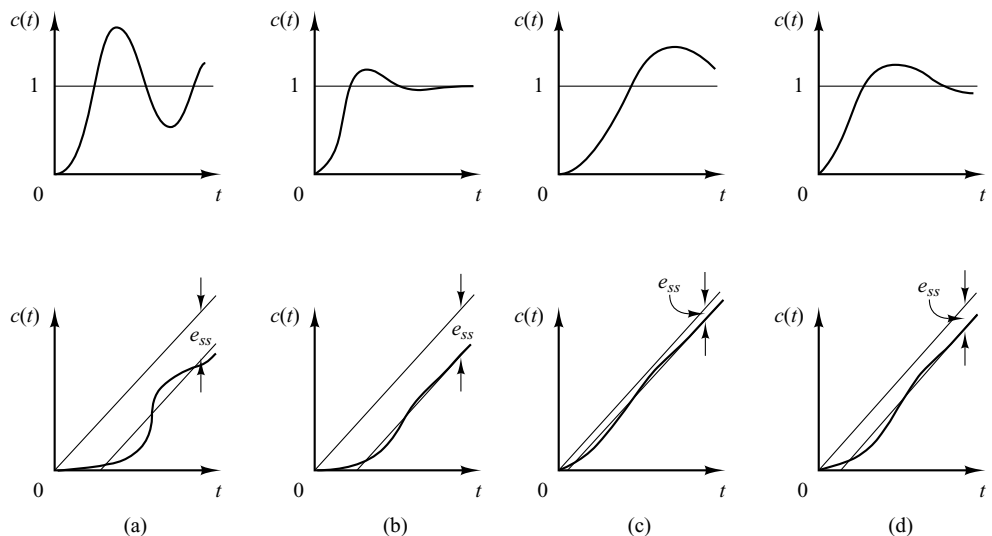 c(t) c(t) c(t) c(t)
1 1 1 1
0 t 0 t 0 t 0 t
e_ss e_ss
c(t) c(t) c(t) c(t)
e_ss e_ss
0 t 0 t 0 t 0 t
(a) (b) (c) (d)